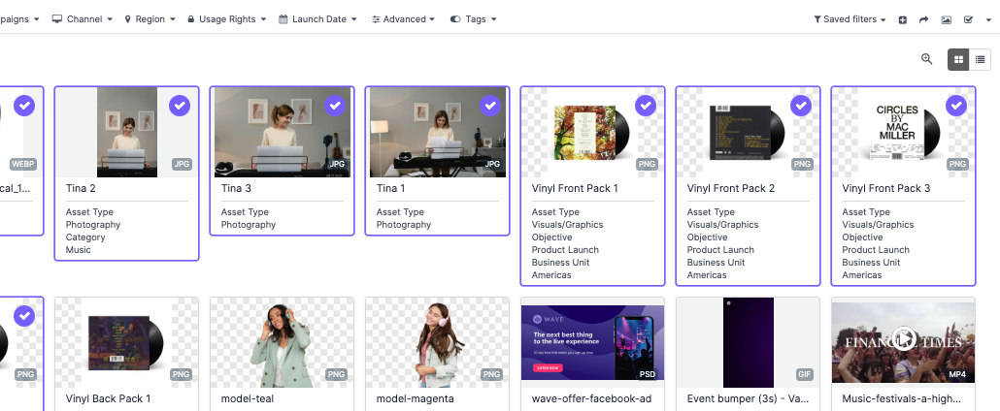 paigns
Channel
Region
Usage Rights
Launch Date
Advanced
Tags
Saved filters
WEBP
JPG
JPG
JPG
PNG
PNG
CIRCLES
BY
MAC
MILLER
PNG
cal_1...
Tina 2
Tina 3
Tina 1
Vinyl Front Pack 1
Vinyl Front Pack 2
Vinyl Front Pack 3
Asset Type
Photography
Category
Music
Asset Type
Photography
Asset Type
Photography
Asset Type
Visuals/Graphics
Objective
Product Launch
Business Unit
Americas
Asset Type
Visuals/Graphics
Objective
Product Launch
Business Unit
Americas
Asset Type
Visuals/Graphics
Objective
Product Launch
Business Unit
Americas
PNG
PNG
PNG
PNG
WAVE
The next best thing
to the live experience
LISTEN NOW
PSD
GIF
FINANCIAL TIMES
MP4
Vinyl Back Pack 1
model-teal
model-magenta
wave-offer-facebook-ad
Event bumper (3s) - Va...
Music-festivals-a-high...